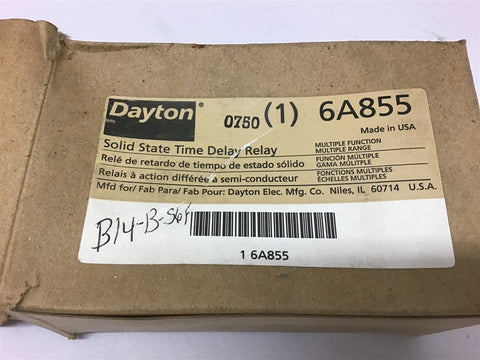 Dayton® 0750 (1) 6A855
Made in USA
Solid State Time Delay Relay MULTIPLE FUNCTION
MULTIPLE RANGE
Relé de retardo de tiempo de estado sólido FUNCIÓN MÚLTIPLE
GAMA MÚLITPLE
Relais à action différée à semi-conducteur FONCTIONS MULTIPLES
ÉCHELLES MULTIPLES
Mfd for/ Fab Para/ Fab Pour: Dayton Elec. Mfg. Co. Niles, IL 60714 U.S.A.
B14-B-
1 6A855